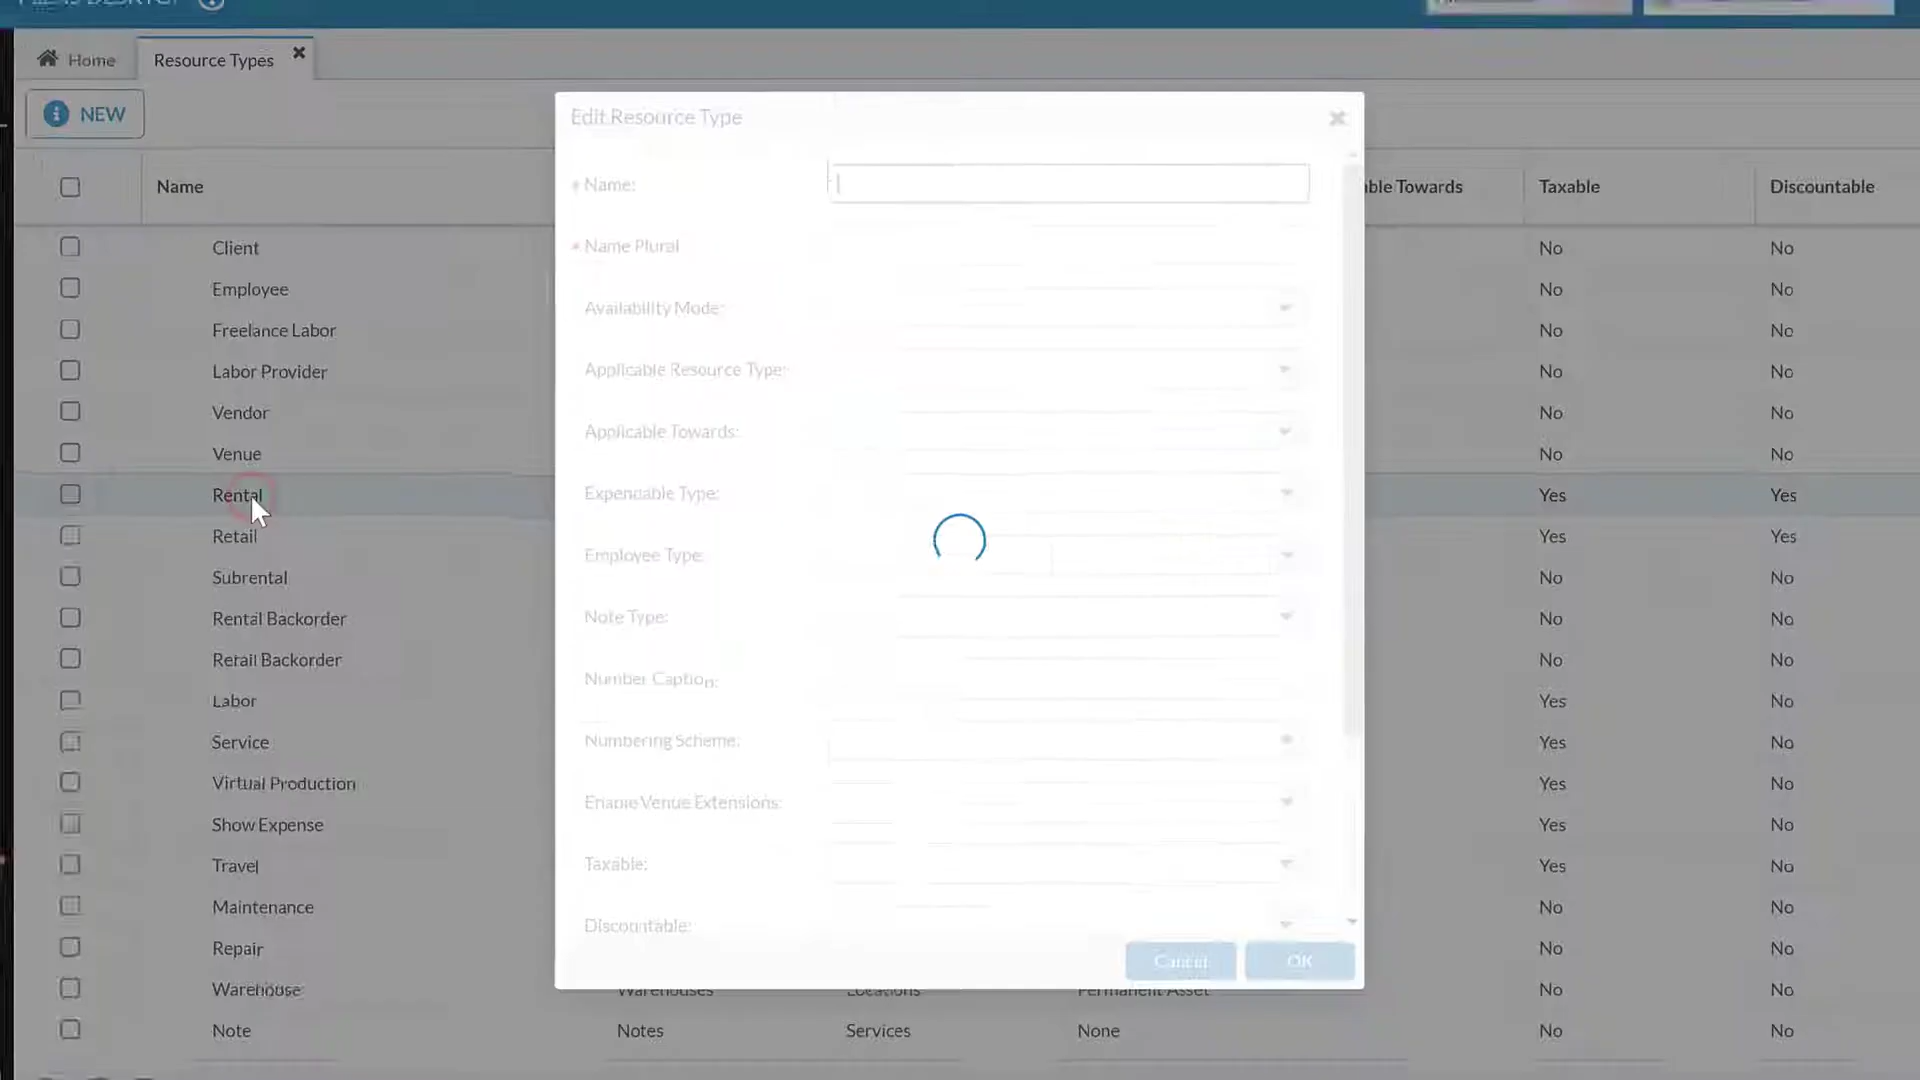 Home
Resource Types
NEW
Name
ble Towards
Taxable
Discountable
Client No No
Employee No No
Freelance Labor No No
Labor Provider No No
Vendor No No
Venue No No
Rental Yes Yes
Retail Yes Yes
Subrental No No
Rental Backorder No No
Retail Backorder No No
Labor Yes No
Service Yes No
Virtual Production Yes No
Show Expense Yes No
Travel Yes No
Maintenance No No
Repair No No
Warehouse Warehouses Locations Permanent Asset No No
Note Notes Services None No No
Edit Resource Type
* Name:
* Name Plural
Availability Mode:
Applicable Resource Type:
Applicable Towards:
Expendable Type:
Employee Type:
Note Type:
Number Caption:
Numbering Scheme:
Enable Venue Extensions:
Taxable:
Discountable:
Cancel
OK